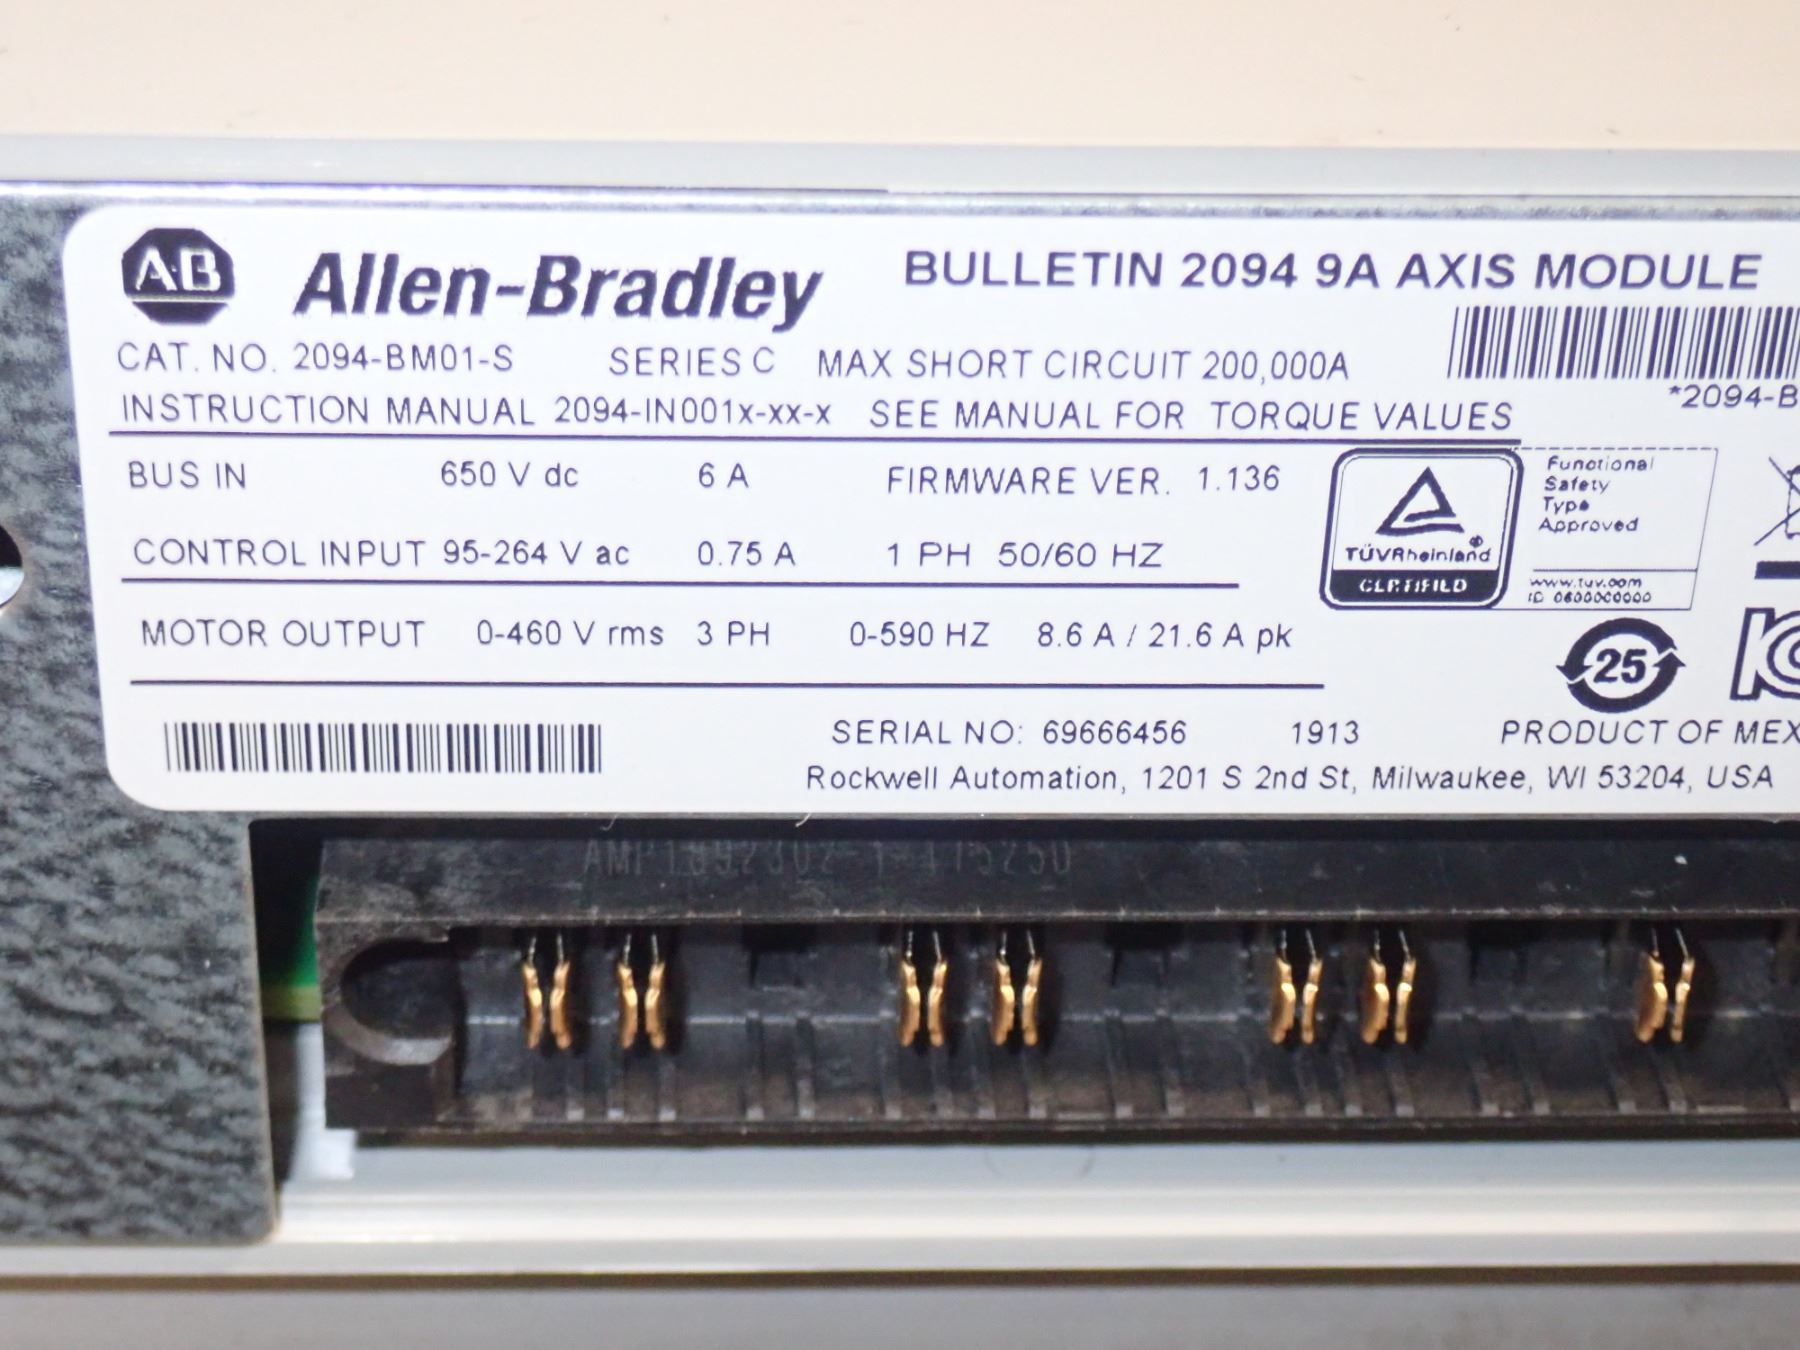 A·B Allen-Bradley BULLETIN 2094 9A AXIS MODULE
CAT. NO. 2094-BM01-S SERIES C MAX SHORT CIRCUIT 200,000A
*2094-B
INSTRUCTION MANUAL 2094-IN001x-xx-x SEE MANUAL FOR TORQUE VALUES
BUS IN 650 V dc 6 A FIRMWARE VER. 1.136
CONTROL INPUT 95-264 V ac 0.75 A 1 PH 50/60 HZ
TÜVRheinland ®
CERTIFIED
Functional
Safety
Type
Approved
www.tuv.com
ID 0600000000
MOTOR OUTPUT 0-460 V rms 3 PH 0-590 HZ 8.6 A / 21.6 A pk
25
SERIAL NO: 69666456 1913 PRODUCT OF MEX
Rockwell Automation, 1201 S 2nd St, Milwaukee, WI 53204, USA
AMP